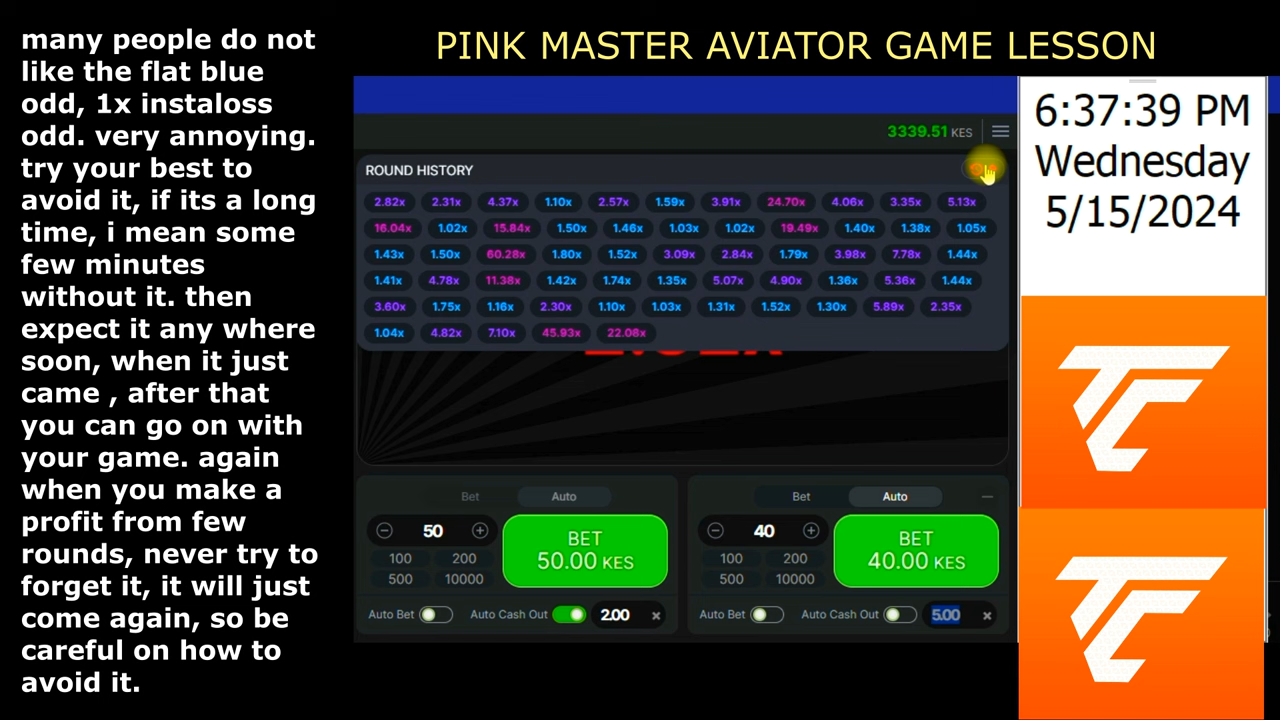 many people do not
like the flat blue
odd, 1x instaloss
odd. very annoying.
try your best to
avoid it, if its a long
time, i mean some
few minutes
without it. then
expect it any where
soon, when it just
came , after that
you can go on with
your game. again
when you make a
profit from few
rounds, never try to
forget it, it will just
come again, so be
careful on how to
avoid it.
PINK MASTER AVIATOR GAME LESSON
3339.51 KES
ROUND HISTORY
2.82x 2.31x 4.37x 1.10x 2.57x 1.59x 3.91x 24.70x 4.06x 3.35x 5.13x
16.04x 1.02x 15.84x 1.50x 1.46x 1.03x 1.02x 19.49x 1.40x 1.38x 1.05x
1.43x 1.50x 60.28x 1.80x 1.52x 3.09x 2.84x 1.79x 3.98x 7.78x 1.44x
1.41x 4.78x 11.38x 1.42x 1.74x 1.35x 5.07x 4.90x 1.36x 5.36x 1.44x
3.60x 1.75x 1.16x 2.30x 1.10x 1.03x 1.31x 1.52x 1.30x 5.89x 2.35x
1.04x 4.82x 7.10x 45.93x 22.08x
Bet Auto
50
BET
50.00 KES
100 200
500 10000
Auto Bet Auto Cash Out 2.00 x
Bet Auto
40
BET
40.00 KES
100 200
500 10000
Auto Bet Auto Cash Out 5.00 x
6:37:39 PM
Wednesday
5/15/2024